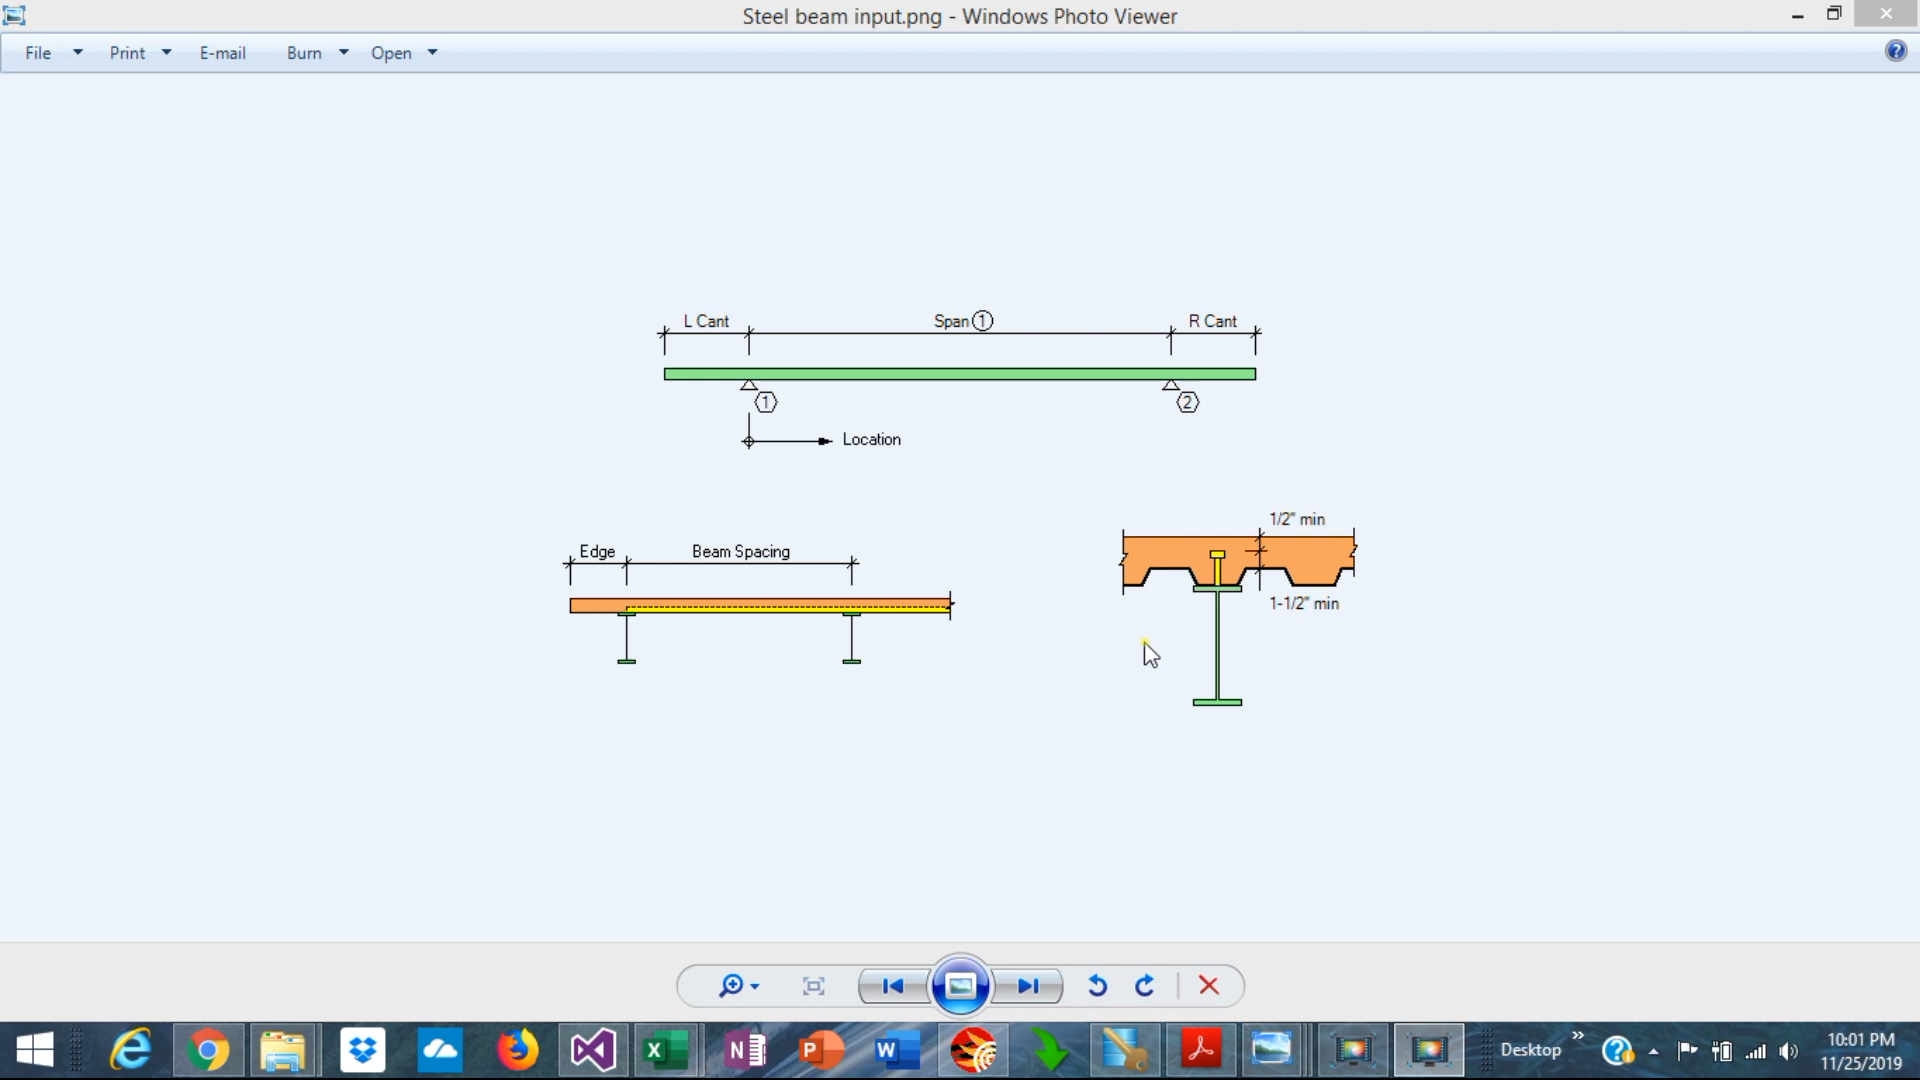 Steel beam input.png - Windows Photo Viewer
File Print E-mail Burn Open
L Cant Span 1 R Cant
1 2
Location
1/2" min
Edge Beam Spacing
1-1/2" min
Desktop
10:01 PM
11/25/2019